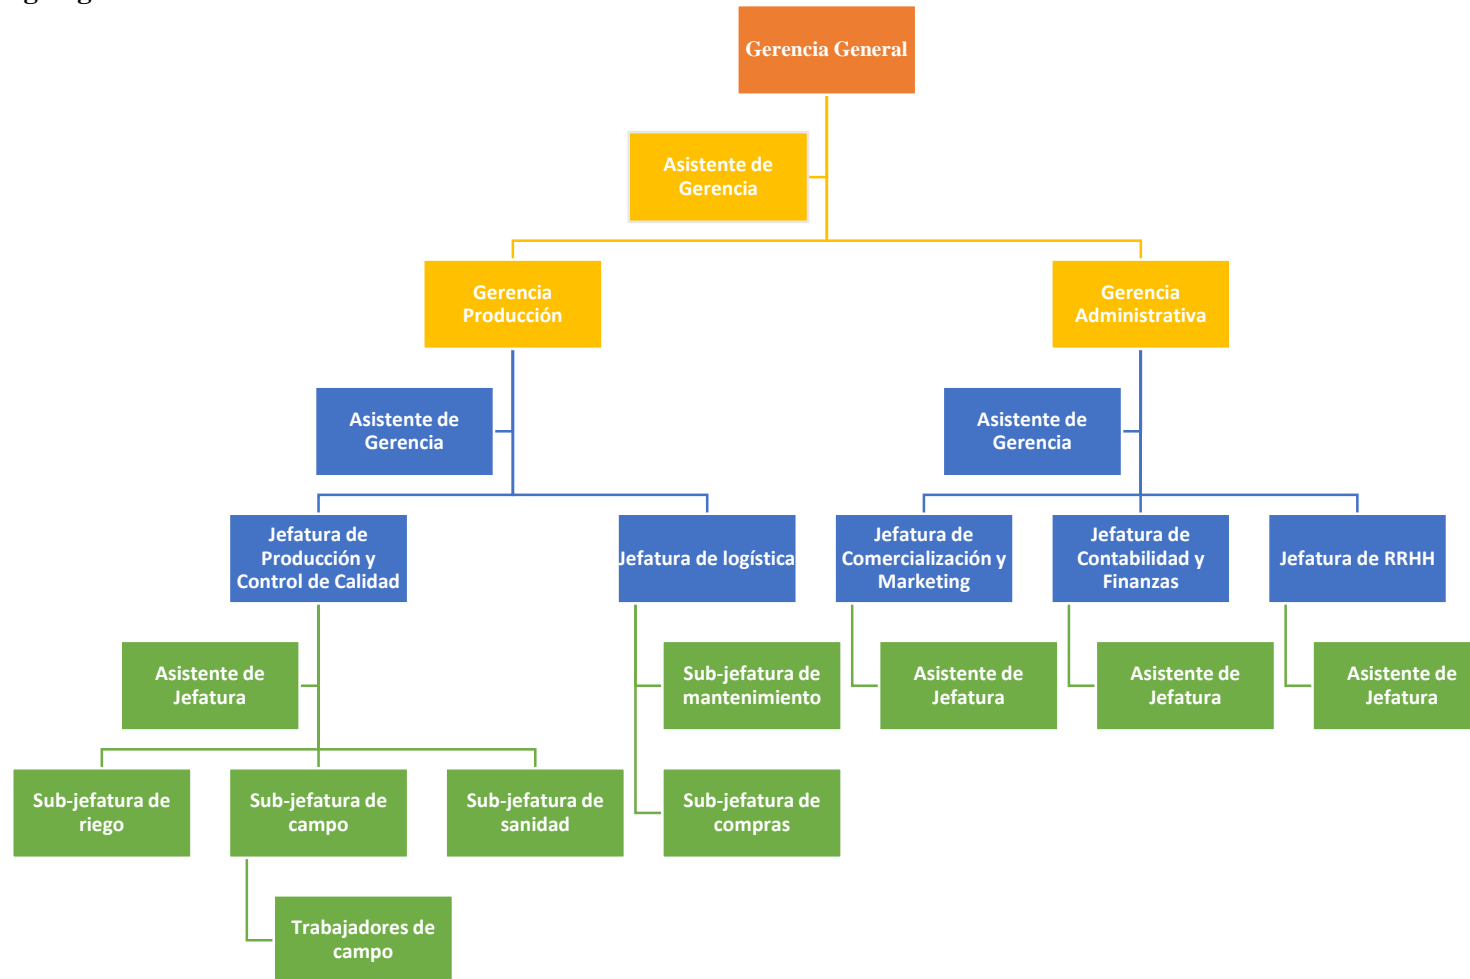 Gerencia General
Asistente de
Gerencia
Gerencia
Producción
Gerencia
Administrativa
Asistente de
Gerencia
Asistente de
Gerencia
Jefatura de
Producción y
Control de Calidad
Jefatura de logística
Jefatura de
Comercialización y
Marketing
Jefatura de
Contabilidad y
Finanzas
Jefatura de RRHH
Asistente de
Jefatura
Sub-jefatura de
mantenimiento
Asistente de
Jefatura
Asistente de
Jefatura
Asistente de
Jefatura
Sub-jefatura de
riego
Sub-jefatura de
campo
Sub-jefatura de
sanidad
Sub-jefatura de
compras
Trabajadores de
campo